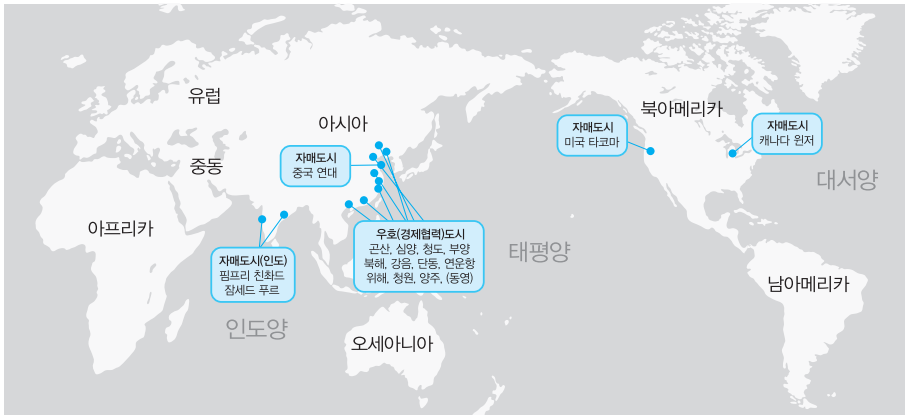 유럽
아시아
북아메리카
자매도시
미국 타코마
자매도시
캐나다 윈저
자매도시
중국 연대
중동
대서양
아프리카
우호(경제협력)도시
곤산, 심양, 청도, 부양
북해, 강음, 단동, 연운항
위해, 청원, 양주, (동영)
태평양
자매도시(인도)
핌프리 친촤드
잠세드 푸르
남아메리카
인도양
오세아니아